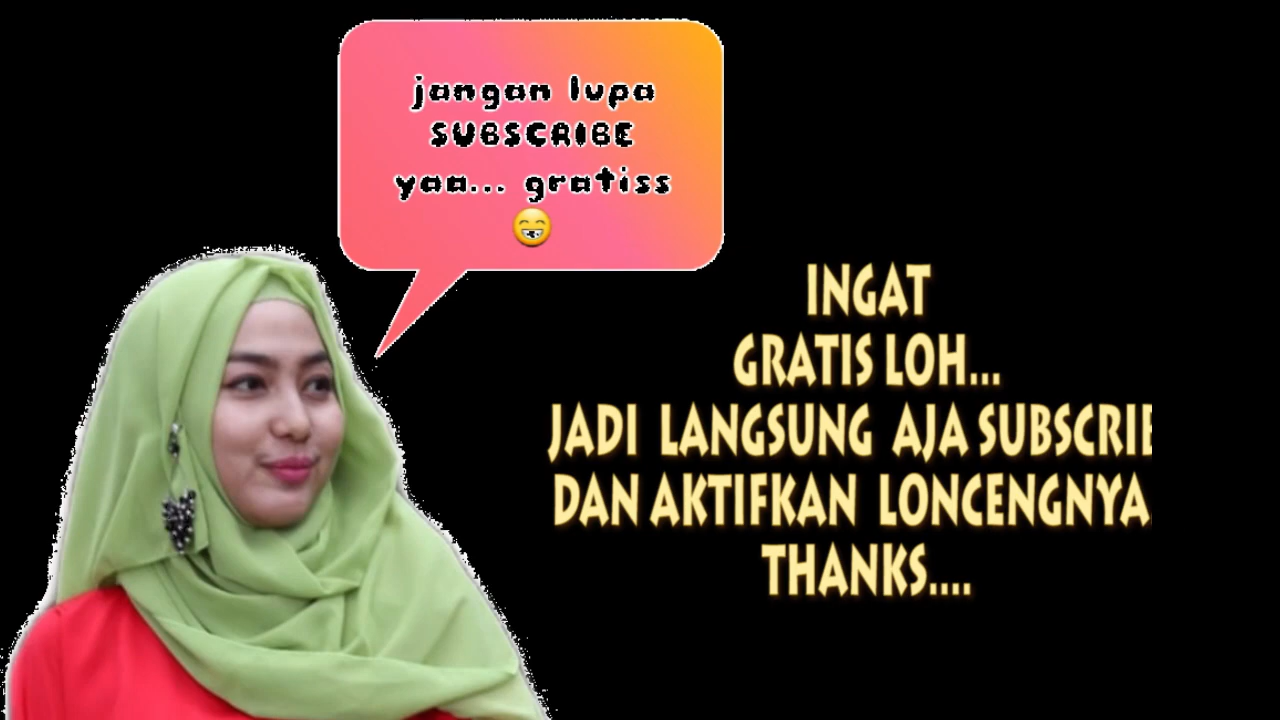 jangan lupa
SUBSCRIBE
yaa... gratiss
😁
INGAT
GRATIS LOH...
JADI LANGSUNG AJA SUBSCRIB
DAN AKTIFKAN LONCENGNYA
THANKS....